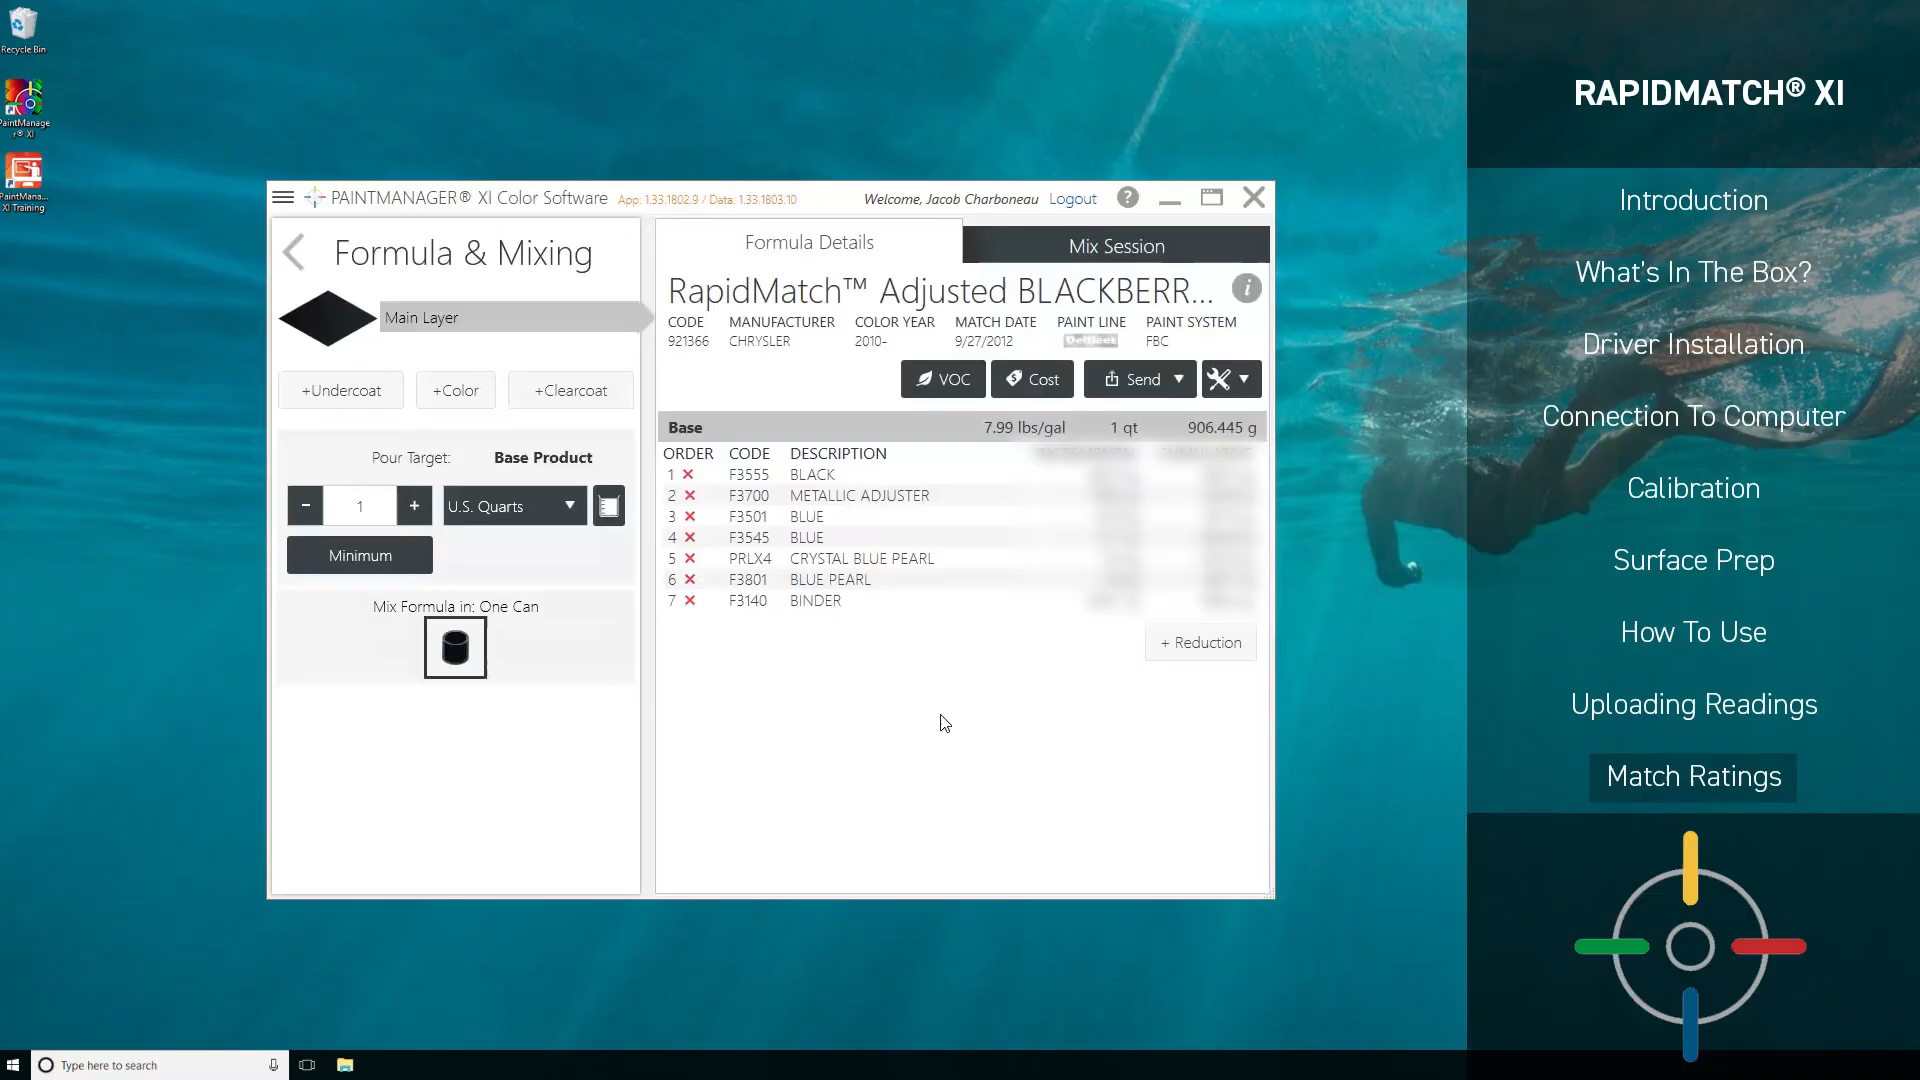 Recycle Bin
PaintManage
r® XI
PaintMana...
XI Training
PAINTMANAGER® XI Color Software App: 1.33.1802.9 / Data: 1.33.1803.10 Welcome, Jacob Charboneau Logout ?
Formula & Mixing
Main Layer
+Undercoat +Color +Clearcoat
Pour Target: Base Product
- 1 + U.S. Quarts
Minimum
Mix Formula in: One Can
Formula Details Mix Session
RapidMatch™ Adjusted BLACKBERR... i
CODE MANUFACTURER COLOR YEAR MATCH DATE PAINT LINE PAINT SYSTEM
921366 CHRYSLER 2010- 9/27/2012 FBC
VOC Cost Send
Base 7.99 lbs/gal 1 qt 906.445 g
ORDER CODE DESCRIPTION
1 F3555 BLACK
2 F3700 METALLIC ADJUSTER
3 F3501 BLUE
4 F3545 BLUE
5 PRLX4 CRYSTAL BLUE PEARL
6 F3801 BLUE PEARL
7 F3140 BINDER
+ Reduction
RAPIDMATCH® XI
Introduction
What's In The Box?
Driver Installation
Connection To Computer
Calibration
Surface Prep
How To Use
Uploading Readings
Match Ratings
Type here to search